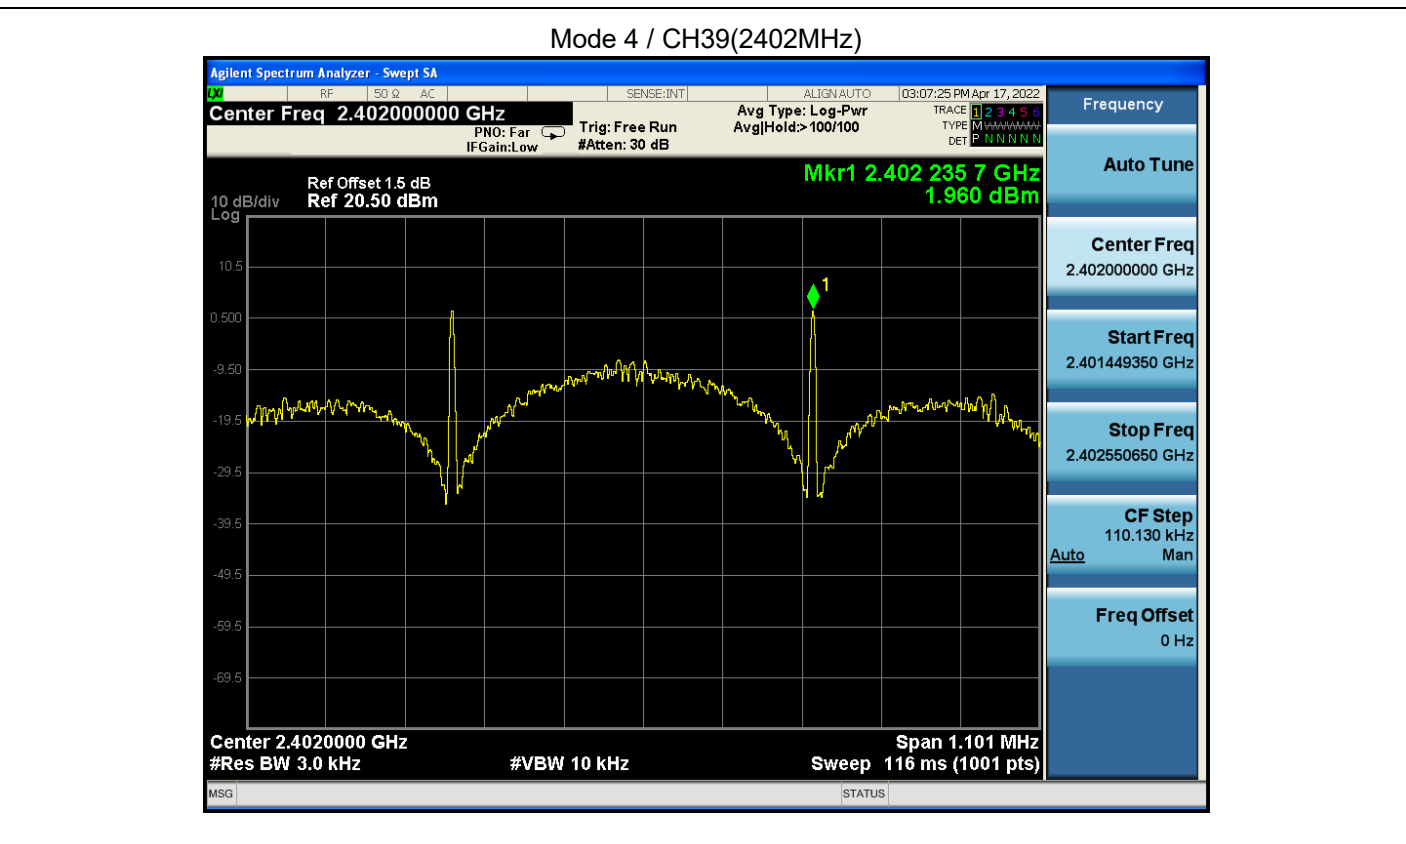 Mode 4 / CH39(2402MHz)
Agilent Spectrum Analyzer - Swept SA
LXI RF 50 Ω AC SENSE:INT ALIGN AUTO 03:07:25 PM Apr 17, 2022
Center Freq 2.402000000 GHz
PNO: Far
IFGain:Low
Trig: Free Run
#Atten: 30 dB
Avg Type: Log-Pwr
Avg|Hold:>100/100
TRACE 1 2 3 4 5 6
TYPE M
DET P N N N N N
Mkr1 2.402 235 7 GHz
1.960 dBm
Ref Offset 1.5 dB
10 dB/div Ref 20.50 dBm
Log
1
10.5
0.500
-9.50
-19.5
-29.5
-39.5
-49.5
-59.5
-69.5
Center 2.4020000 GHz Span 1.101 MHz
#Res BW 3.0 kHz #VBW 10 kHz Sweep 116 ms (1001 pts)
MSG STATUS
Frequency
Auto Tune
Center Freq
2.402000000 GHz
Start Freq
2.401449350 GHz
Stop Freq
2.402550650 GHz
CF Step
110.130 kHz
Auto Man
Freq Offset
0 Hz